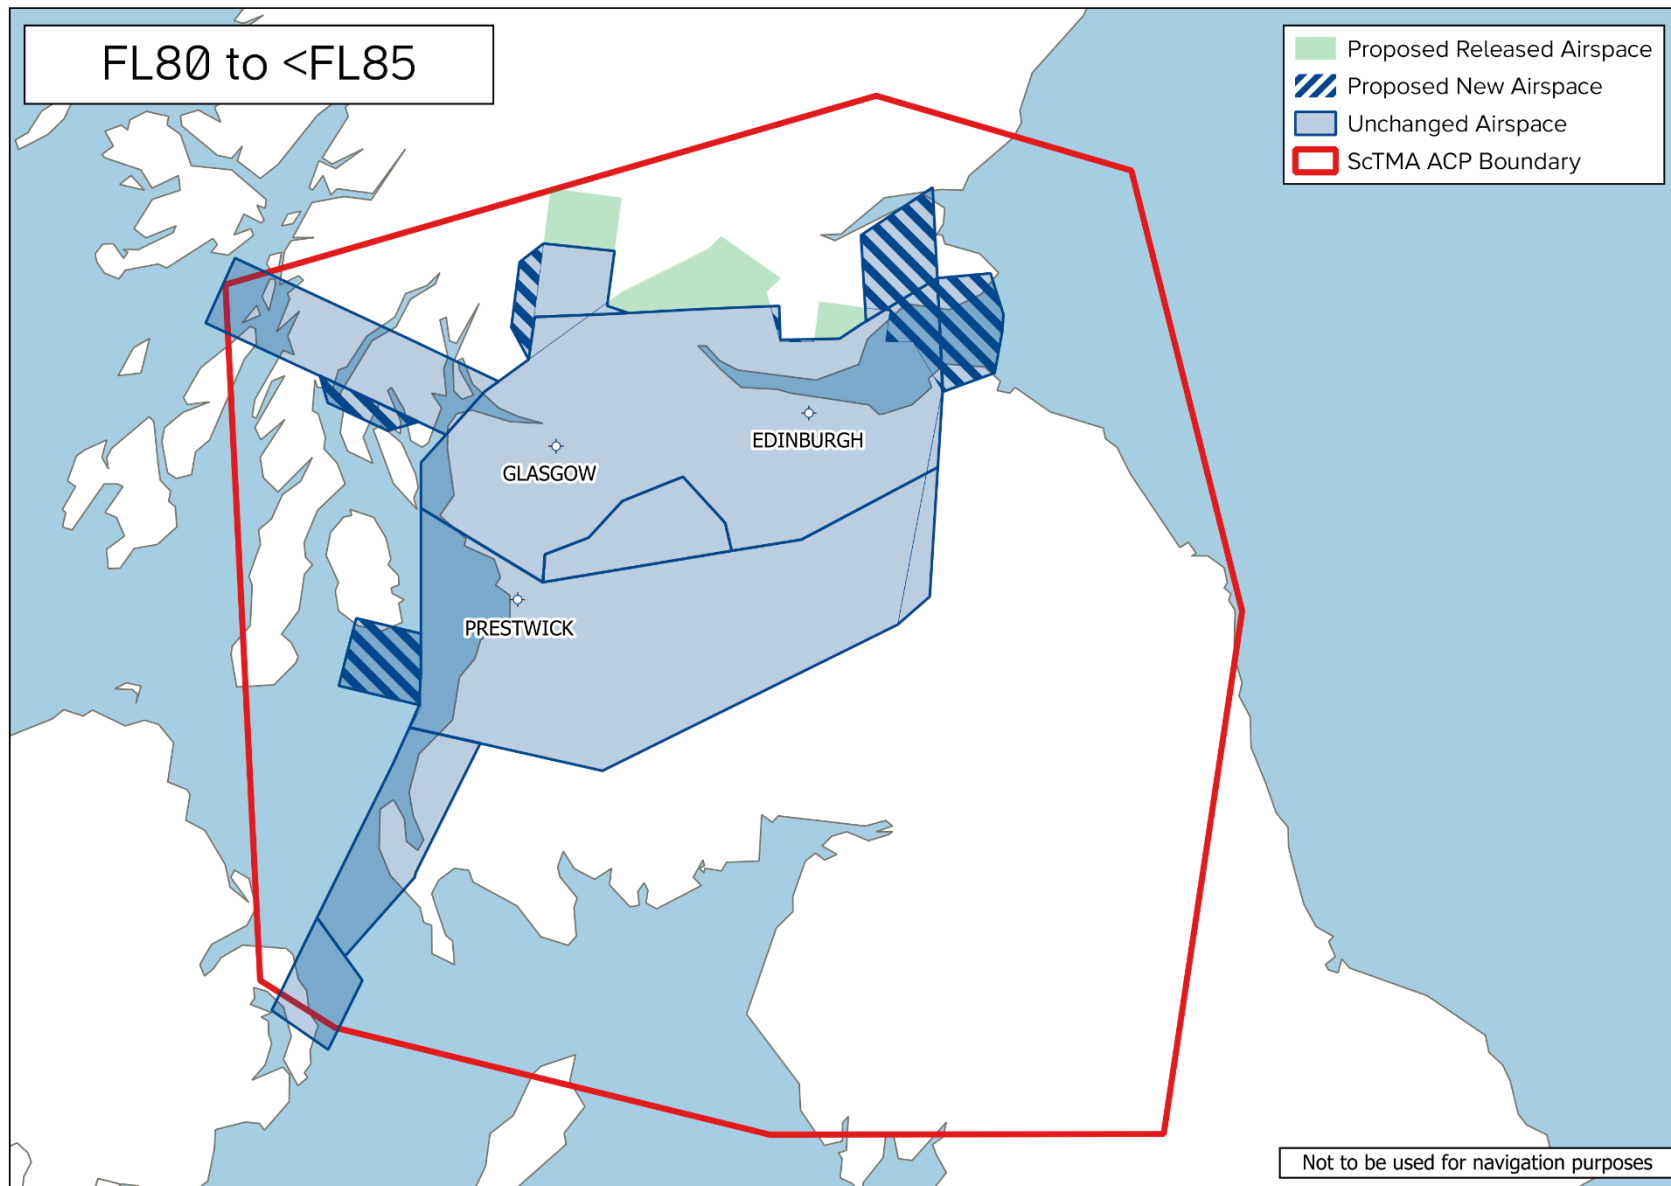 FL80 to <FL85
Proposed Released Airspace
Proposed New Airspace
Unchanged Airspace
ScTMA ACP Boundary
EDINBURGH
GLASGOW
PRESTWICK
Not to be used for navigation purposes